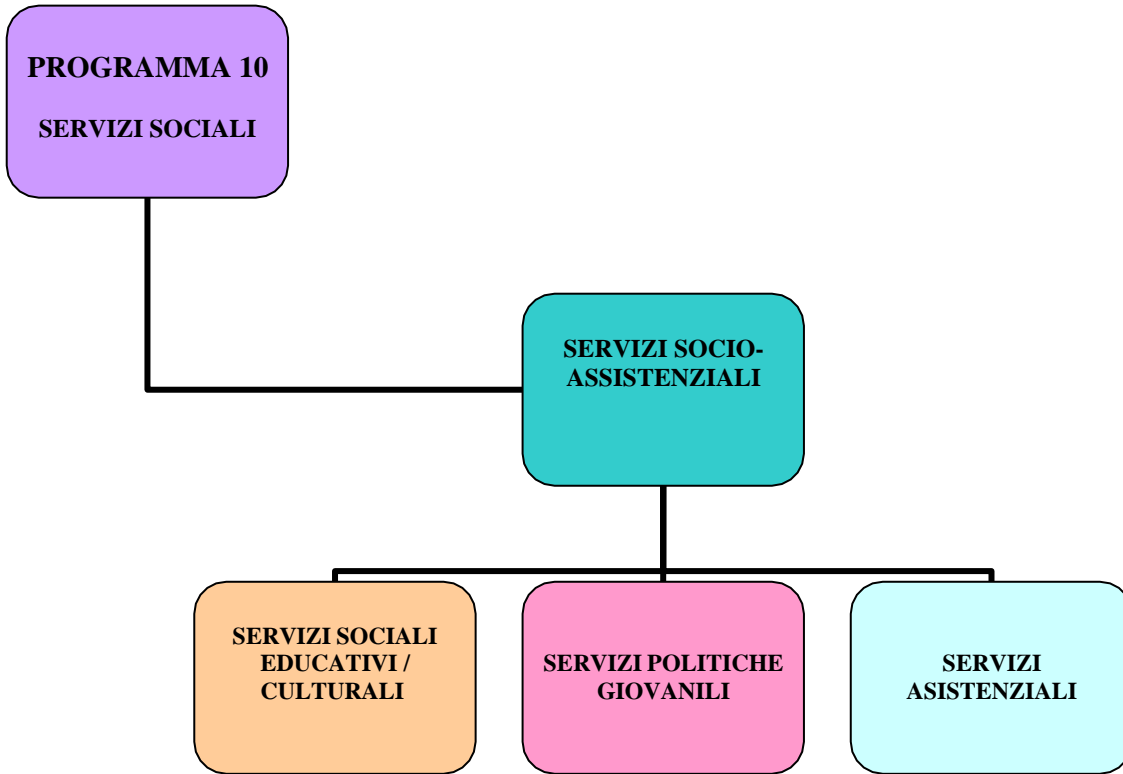 PROGRAMMA 10
SERVIZI SOCIALI
SERVIZI SOCIO-
ASSISTENZIALI
SERVIZI SOCIALI
EDUCATIVI /
CULTURALI
SERVIZI POLITICHE
GIOVANILI
SERVIZI
ASISTENZIALI